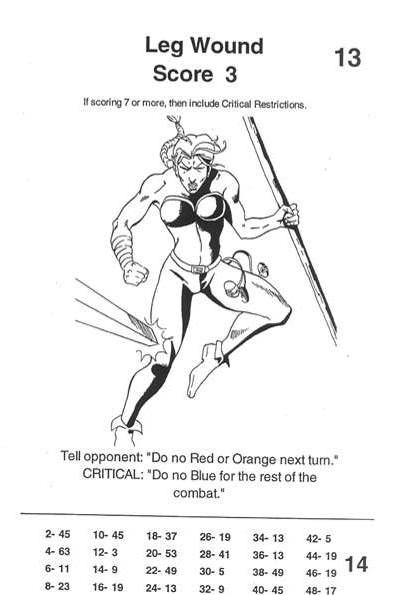 Leg Wound
13
Score 3
If scoring 7 or more, then include Critical Restrictions.
Tell opponent: "Do no Red or Orange next turn."
CRITICAL: "Do no Blue for the rest of the
combat."
2- 45 10- 45 18- 37 26- 19 34- 13 42- 5
4- 63 12- 3 20- 53 28- 41 36- 13 44- 19
14
6- 11 14- 9 22- 49 30- 5 38- 49 46- 19
8- 23 16- 19 24- 13 32- 9 40- 45 48- 17